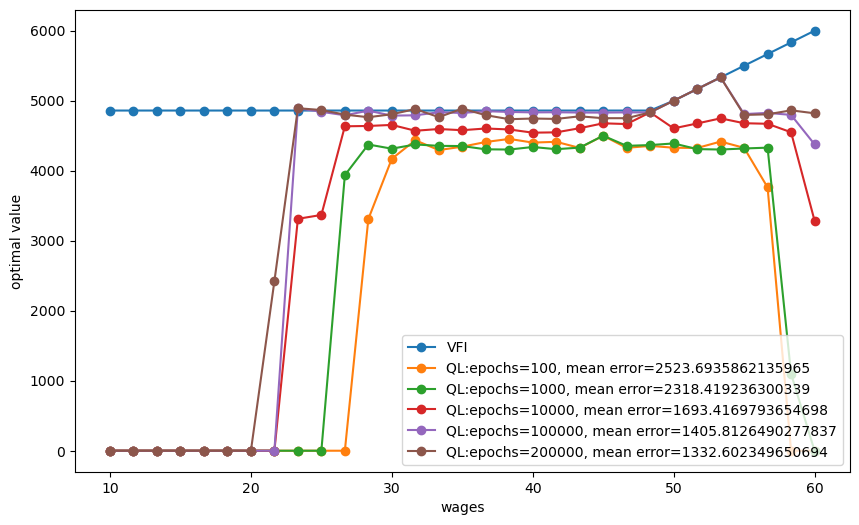 6000
5000
4000
3000
2000
1000
0
optimal value
10
20
30
40
50
60
wages
VFI
QL:epochs=100, mean error=2523.6935862135965
QL:epochs=1000, mean error=2318.419236300339
QL:epochs=10000, mean error=1693.4169793654698
QL:epochs=100000, mean error=1405.8126490277837
QL:epochs=200000, mean error=1332.602349650694